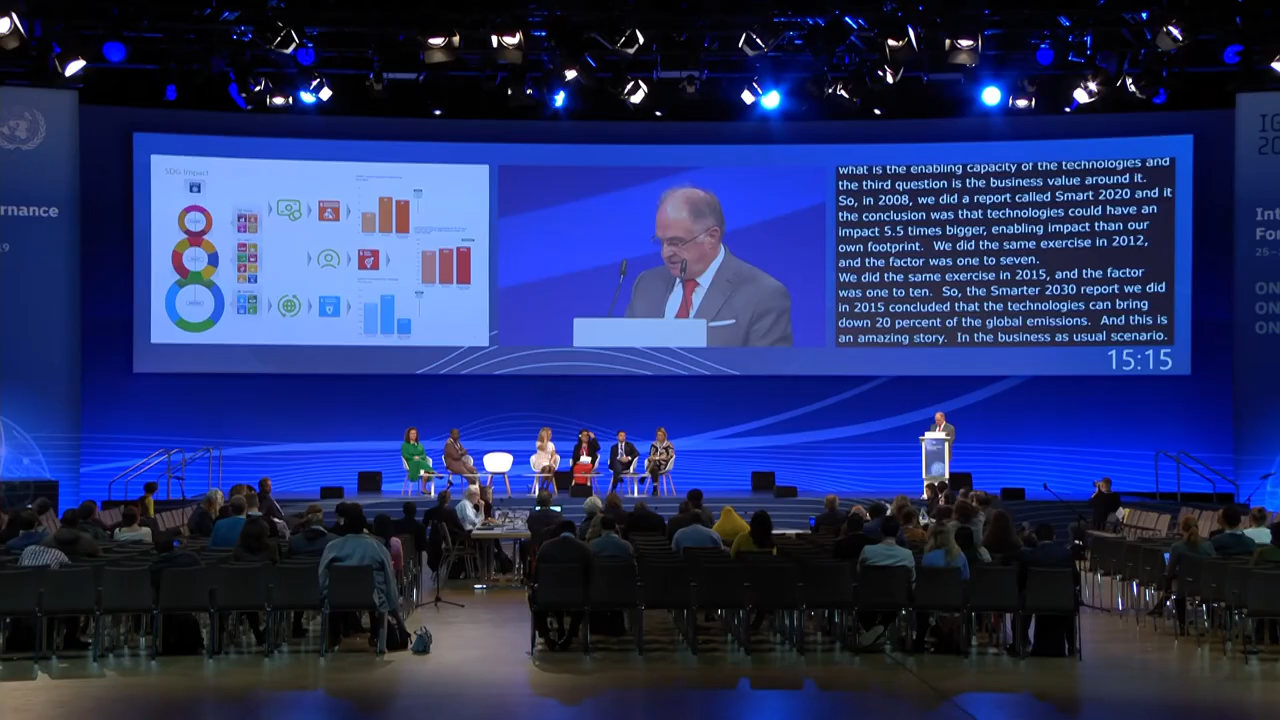 SDG Impact
what is the enabling capacity of the technologies and
the third question is the business value around it.
So, in 2008, we did a report called Smart 2020 and it
the conclusion was that technologies could have an
impact 5.5 times bigger, enabling impact than our
own footprint.  We did the same exercise in 2012,
and the factor was one to seven.
We did the same exercise in 2015, and the factor
was one to ten.  So, the Smarter 2030 report we did
in 2015 concluded that the technologies can bring
down 20 percent of the global emissions.  And this is
an amazing story.  In the business as usual scenario.
15:15
rnance
19
IG
20
Int
For
25–
ON
ON
ON